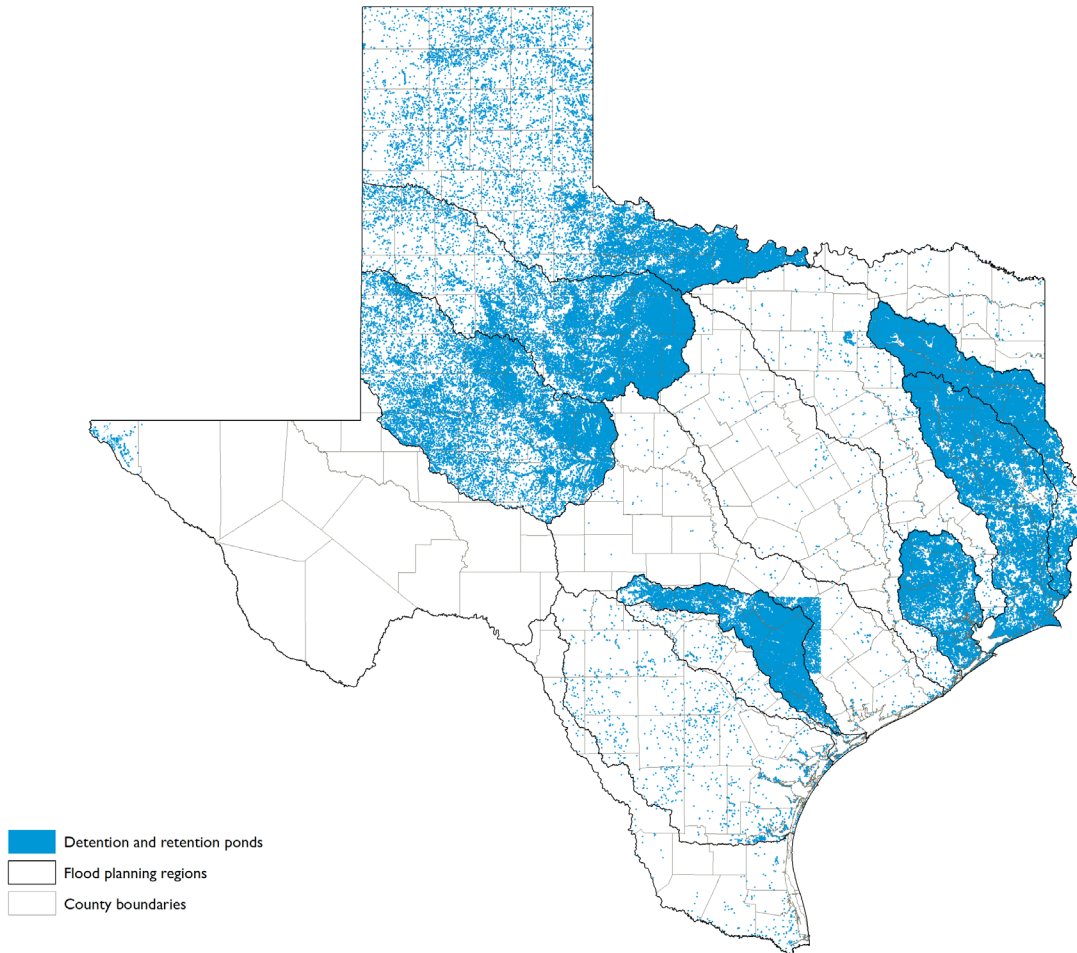 Detention and retention ponds
Flood planning regions
County boundaries